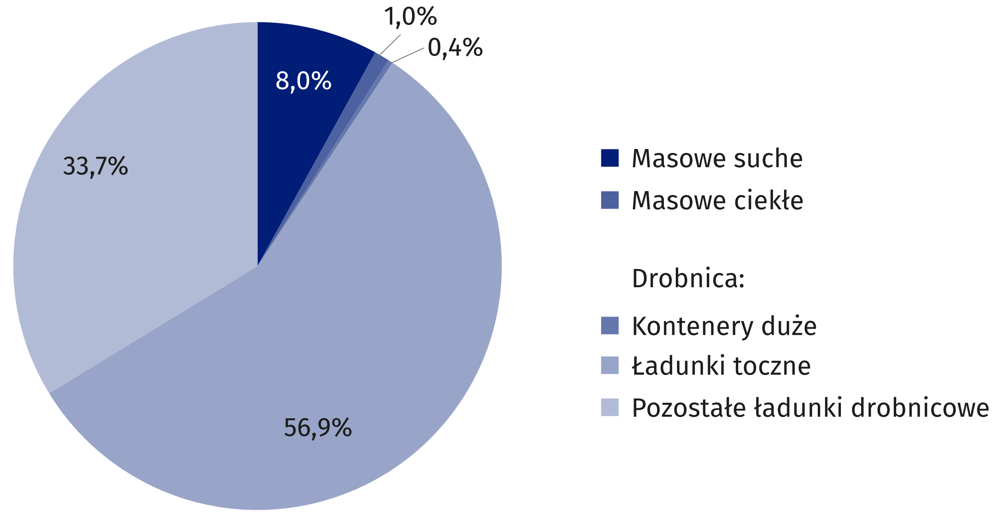 1,0%
0,4%
8,0%
33,7%
56,9%
Masowe suche
Masowe ciekłe
Drobnica:
Kontenery duże
Ładunki toczne
Pozostałe ładunki drobnicowe